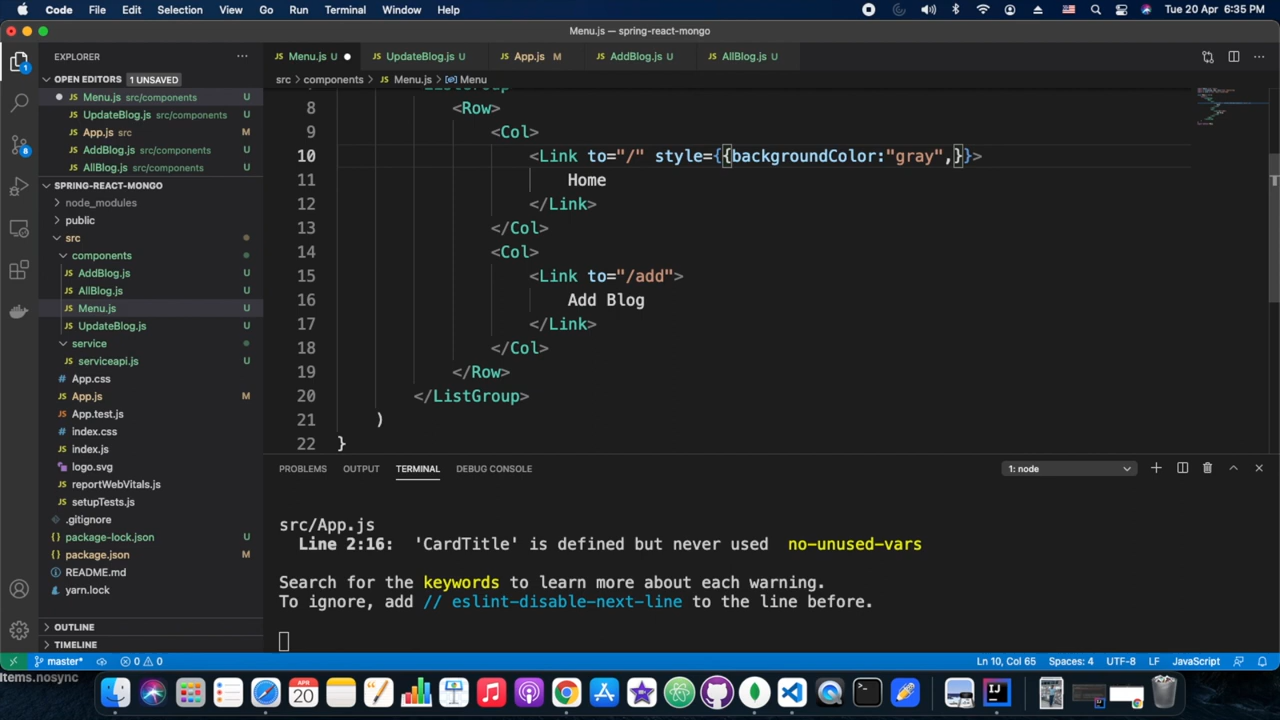 Code File Edit Selection View Go Run Terminal Window Help Tue 20 Apr 6:35 PM
Menu.js — spring-react-mongo
EXPLORER
Menu.js U UpdateBlog.js U App.js M AddBlog.js U AllBlog.js U
OPEN EDITORS 1 UNSAVED
src › components › Menu.js › Menu
Menu.js src/components U
UpdateBlog.js src/components U
App.js src M
AddBlog.js src/components U
AllBlog.js src/components U
SPRING-REACT-MONGO
node_modules
public
src
components
AddBlog.js U
AllBlog.js U
Menu.js U
UpdateBlog.js U
service
serviceapi.js U
App.css
App.js M
App.test.js
index.css
index.js
logo.svg
reportWebVitals.js
setupTests.js
.gitignore
package-lock.json U
package.json M
README.md
yarn.lock
OUTLINE
TIMELINE
8 <Row>
9 <Col>
10 <Link to="/" style={{backgroundColor:"gray",}}>
11 Home
12 </Link>
13 </Col>
14 <Col>
15 <Link to="/add">
16 Add Blog
17 </Link>
18 </Col>
19 </Row>
20 </ListGroup>
21 )
22 }
PROBLEMS OUTPUT TERMINAL DEBUG CONSOLE 1: node
src/App.js
Line 2:16: 'CardTitle' is defined but never used no-unused-vars
Search for the keywords to learn more about each warning.
To ignore, add // eslint-disable-next-line to the line before.
master* 0 0 Ln 10, Col 65 Spaces: 4 UTF-8 LF JavaScript
Items.nosync
APR
20